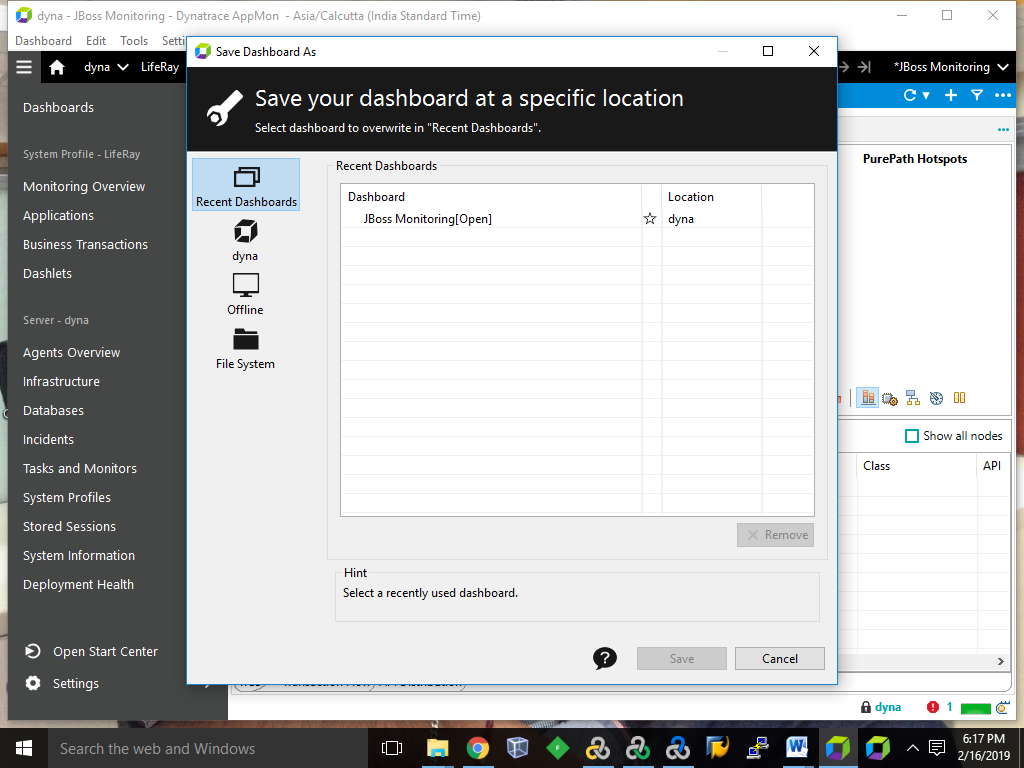 dyna - JBoss Monitoring - Dynatrace AppMon - Asia/Calcutta (India Standard Time)
Dashboard Edit Tools
dyna LifeRay
*JBoss Monitoring
Save Dashboard As
Save your dashboard at a specific location
Select dashboard to overwrite in "Recent Dashboards".
Dashboards
System Profile - LifeRay
Monitoring Overview
Applications
Business Transactions
Dashlets
Server - dyna
Agents Overview
Infrastructure
Databases
Incidents
Tasks and Monitors
System Profiles
Stored Sessions
System Information
Deployment Health
Open Start Center
Settings
Recent Dashboards
dyna
Offline
File System
Recent Dashboards
Dashboard Location
JBoss Monitoring[Open] dyna
Remove
Hint
Select a recently used dashboard.
?
Save Cancel
PurePath Hotspots
Show all nodes
Class API
dyna 1
Search the web and Windows
6:17 PM
2/16/2019